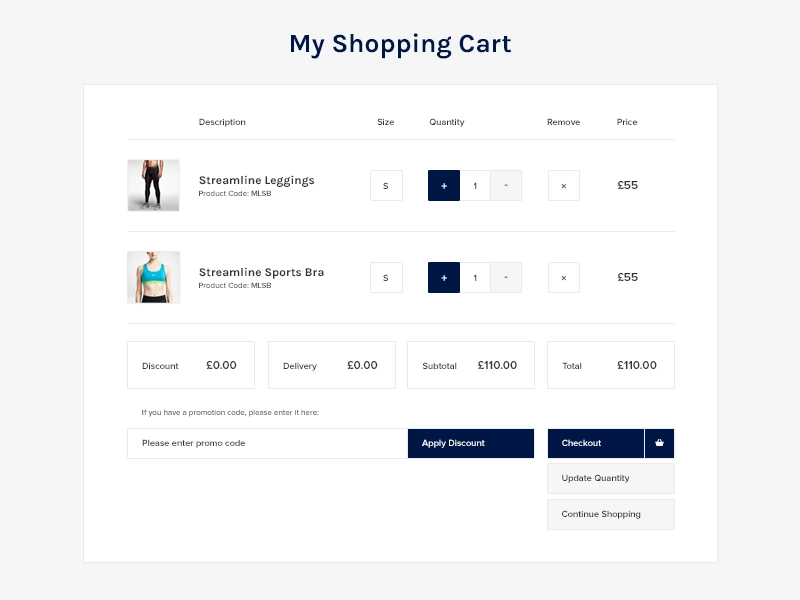 My Shopping Cart
Description Size Quantity Remove Price
Streamline Leggings
Product Code: MLSB
S + 1 - × £55
Streamline Sports Bra
Product Code: MLSB
S + 1 - × £55
Discount £0.00 Delivery £0.00 Subtotal £110.00 Total £110.00
If you have a promotion code, please enter it here:
Please enter promo code Apply Discount Checkout
Update Quantity
Continue Shopping